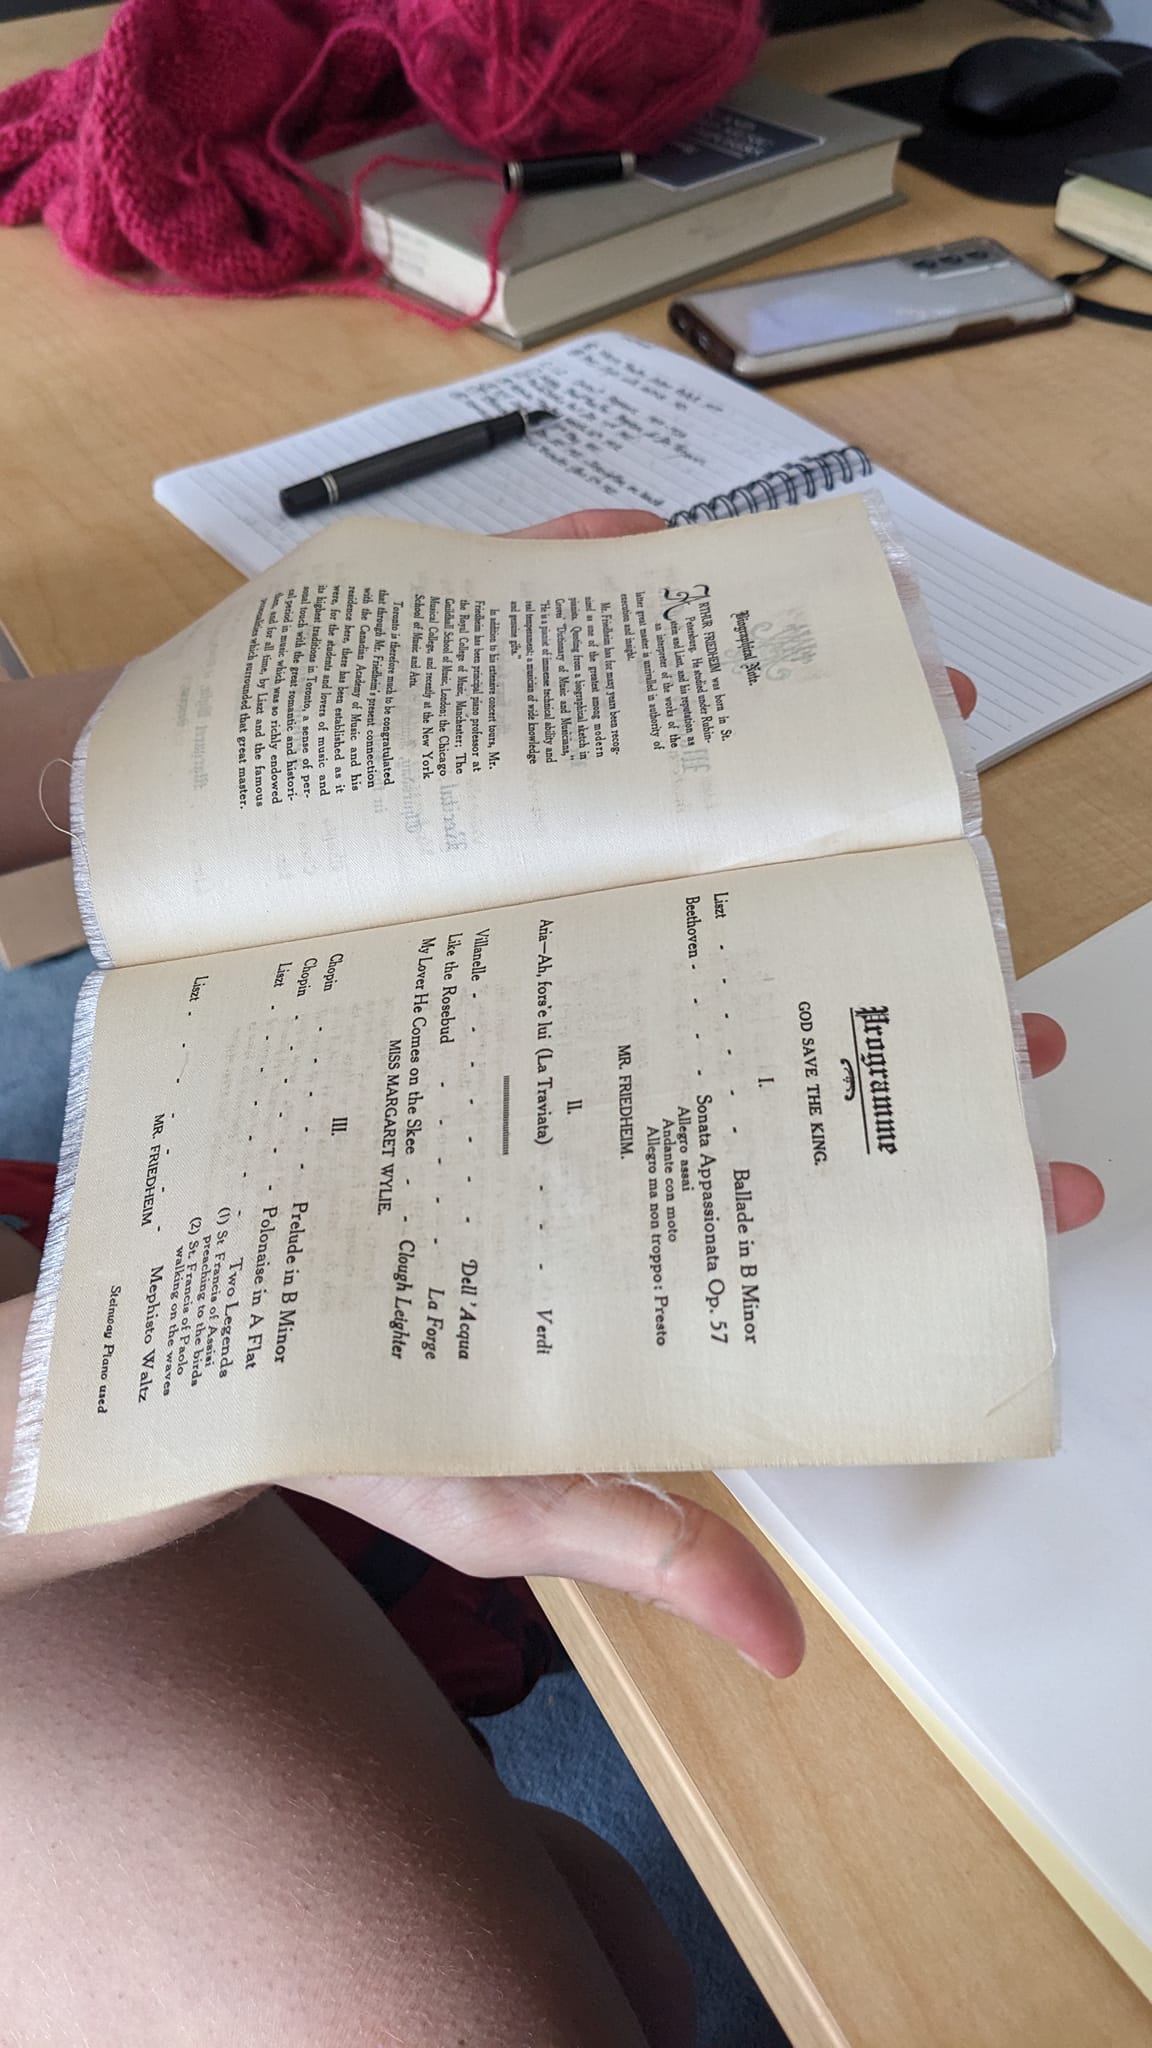 Biographical Note.
ARTHUR FRIEDHEIM was born in St.
Petersburg. He studied under Rubin-
stein and Liszt, and his reputation as
an interpreter of the works of the
latter great master is unrivalled in authority of
execution and insight.
Mr. Friedheim has for many years been recog-
nized as one of the greatest among modern
pianists. Quoting from a biographical sketch in
Groves' "Dictionary of Music and Musicians,"
"He is a pianist of immense technical ability and
real temperament; a musician of wide knowledge
and genuine gifts."
In addition to his extensive concert tours, Mr.
Friedheim has been principal piano professor at
the Royal College of Music, Manchester; The
Guildhall School of Music, London; the Chicago
Musical College, and recently at the New York
School of Music and Arts.
Toronto is therefore much to be congratulated
that through Mr. Friedheim's present connection
with the Canadian Academy of Music and his
residence here, there has been established as it
were, for the students and lovers of music and
its highest traditions in Toronto, a sense of per-
sonal touch with the great romantic and histori-
cal period in music which was so richly endowed
then, and for all time, by Liszt and the famous
personalities which surrounded that great master.
Programme
GOD SAVE THE KING.
I.
Liszt - - - - - Ballade in B Minor
Beethoven - - - - Sonata Appassionata Op. 57
Allegro assai
Andante con moto
Allegro ma non troppo: Presto
MR. FRIEDHEIM.
II.
Aria—Ah, fors'e lui (La Traviata) - - - Verdi
Villanelle - - - - - Dell'Acqua
Like the Rosebud - - - - La Forge
My Lover He Comes on the Skee - - Clough Leighter
MISS MARGARET WYLIE.
III.
Chopin - - - - Prelude in B Minor
Chopin - - - - - Polonaise in A Flat
Liszt - - - - - Two Legends
(1) St. Francis of Assisi
preaching to the birds
(2) St. Francis of Paolo
walking on the waves
Liszt - - - - - - Mephisto Waltz
MR. FRIEDHEIM
Steinway Piano used